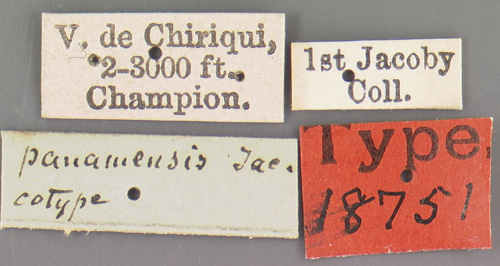 V. de Chiriqui,
2-3000 ft.
Champion.
1st Jacoby
Coll.
panamensis Jac.
cotype
Type
18751